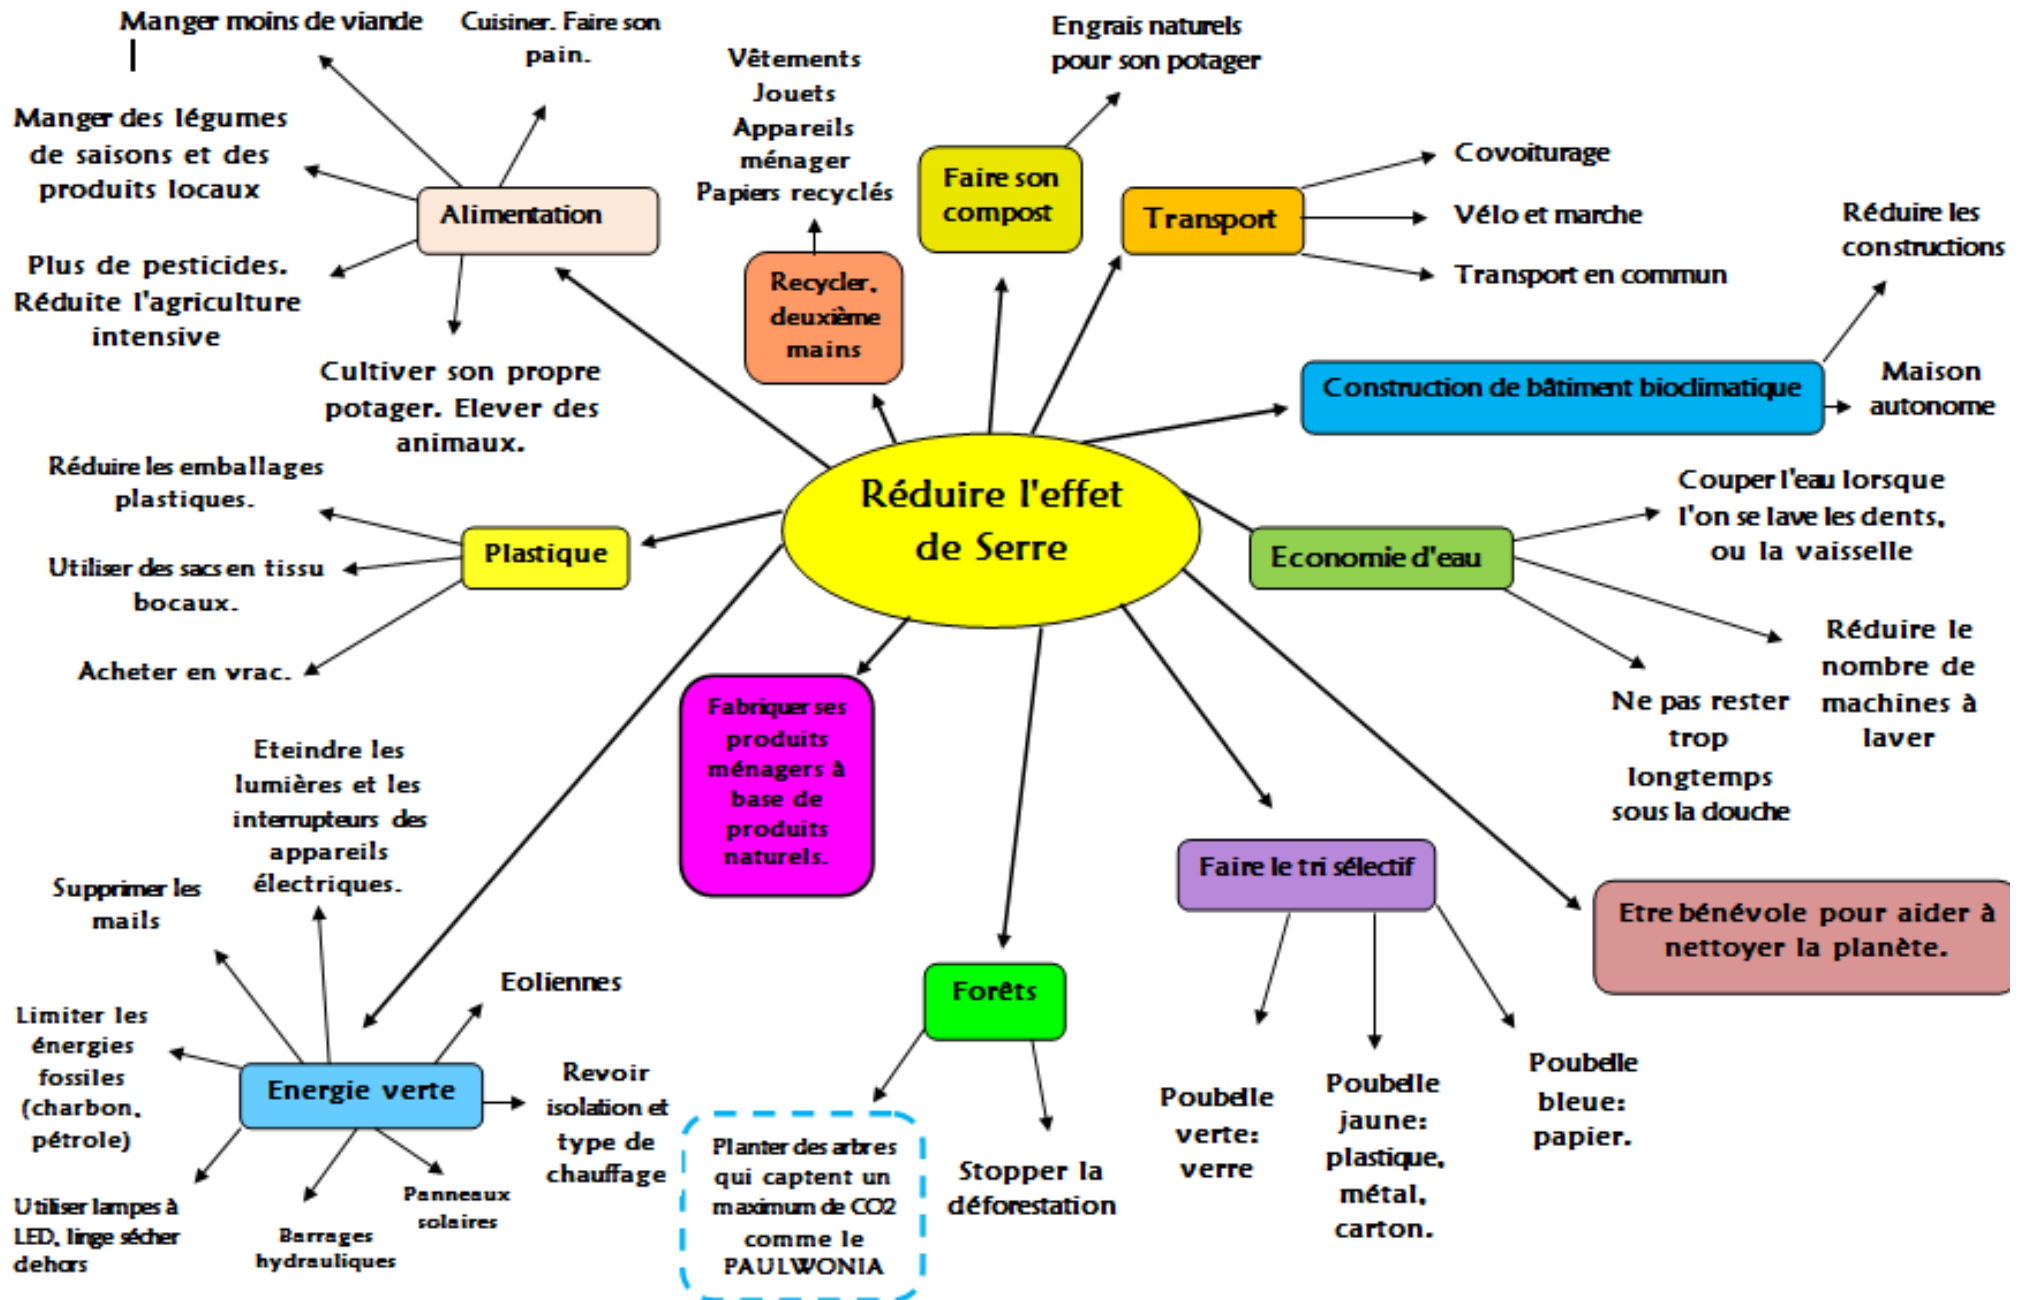 Manger moins de viande
Cuisiner. Faire son
pain.
Manger des légumes
de saisons et des
produits locaux
Plus de pesticides.
Réduite l'agriculture
intensive
Alimentation
Cultiver son propre
potager. Elever des
animaux.
Vêtements
Jouets
Appareils
ménager
Papiers recyclés
Recycler,
deuxième
mains
Engrais naturels
pour son potager
Faire son
compost
Transport
Covoiturage
Vélo et marche
Transport en commun
Réduire les
constructions
Construction de bâtiment bioclimatique
Maison
autonome
Réduire l'effet
de Serre
Réduire les emballages
plastiques.
Utiliser des sacs en tissu
bocaux.
Acheter en vrac.
Plastique
Economie d'eau
Couper l'eau lorsque
l'on se lave les dents,
ou la vaisselle
Réduire le
nombre de
machines à
laver
Ne pas rester
trop
longtemps
sous la douche
Fabriquer ses
produits
ménagers à
base de
produits
naturels.
Eteindre les
lumières et les
interrupteurs des
appareils
électriques.
Supprimer les
mails
Limiter les
énergies
fossiles
(charbon,
pétrole)
Energie verte
Eoliennes
Revoir
isolation et
type de
chauffage
Utiliser lampes à
LED, linge sécher
dehors
Barrages
hydrauliques
Panneaux
solaires
Forêts
Planter des arbres
qui captent un
maximum de CO2
comme le
PAULWONIA
Stopper la
déforestation
Faire le tri sélectif
Poubelle
verte:
verre
Poubelle
jaune:
plastique,
métal,
carton.
Poubelle
bleue:
papier.
Etre bénévole pour aider à
nettoyer la planète.